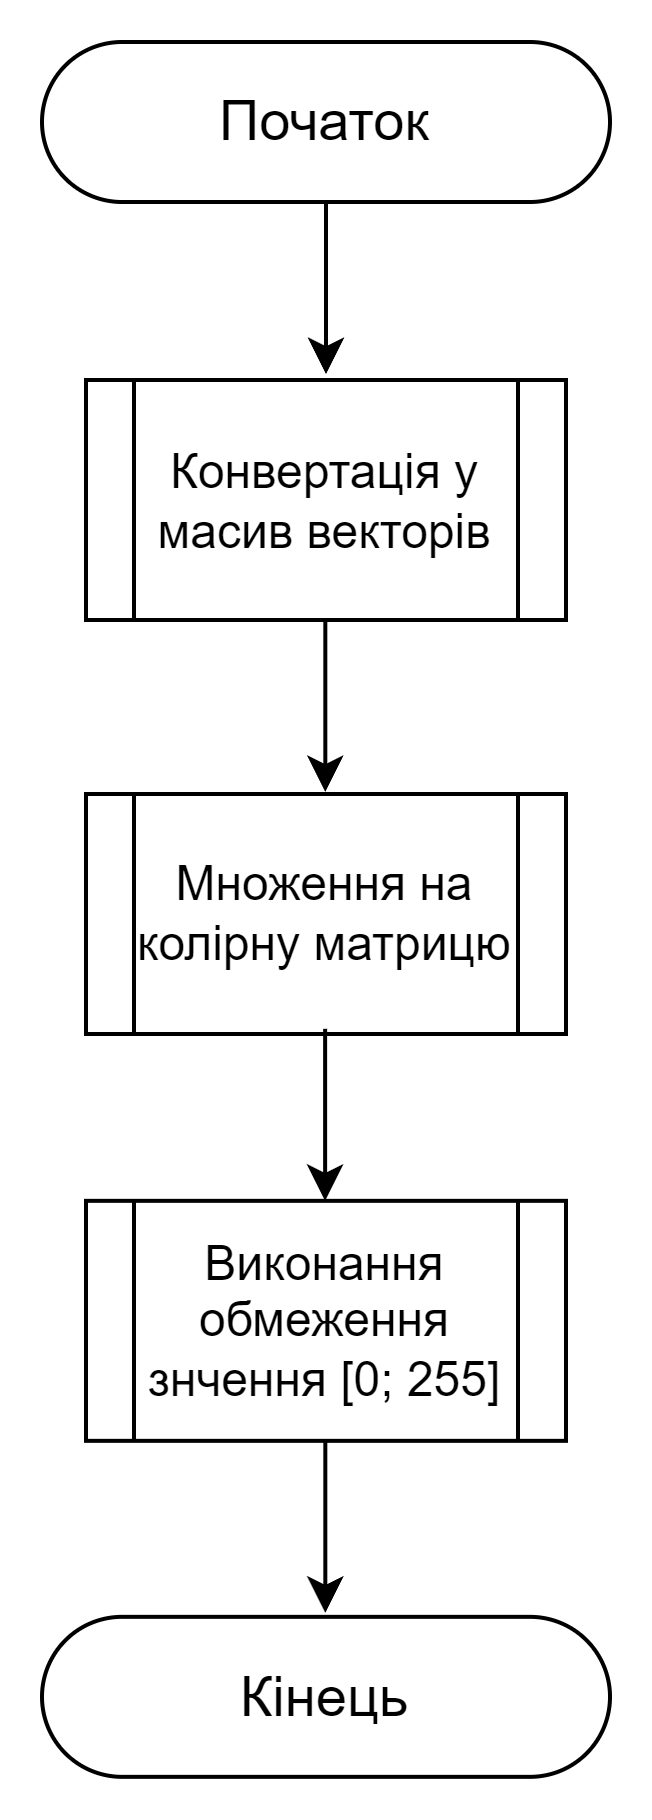 Початок
Конвертація у
масив векторів
Множення на
колірну матрицю
Виконання
обмеження
знчення [0; 255]
Кінець